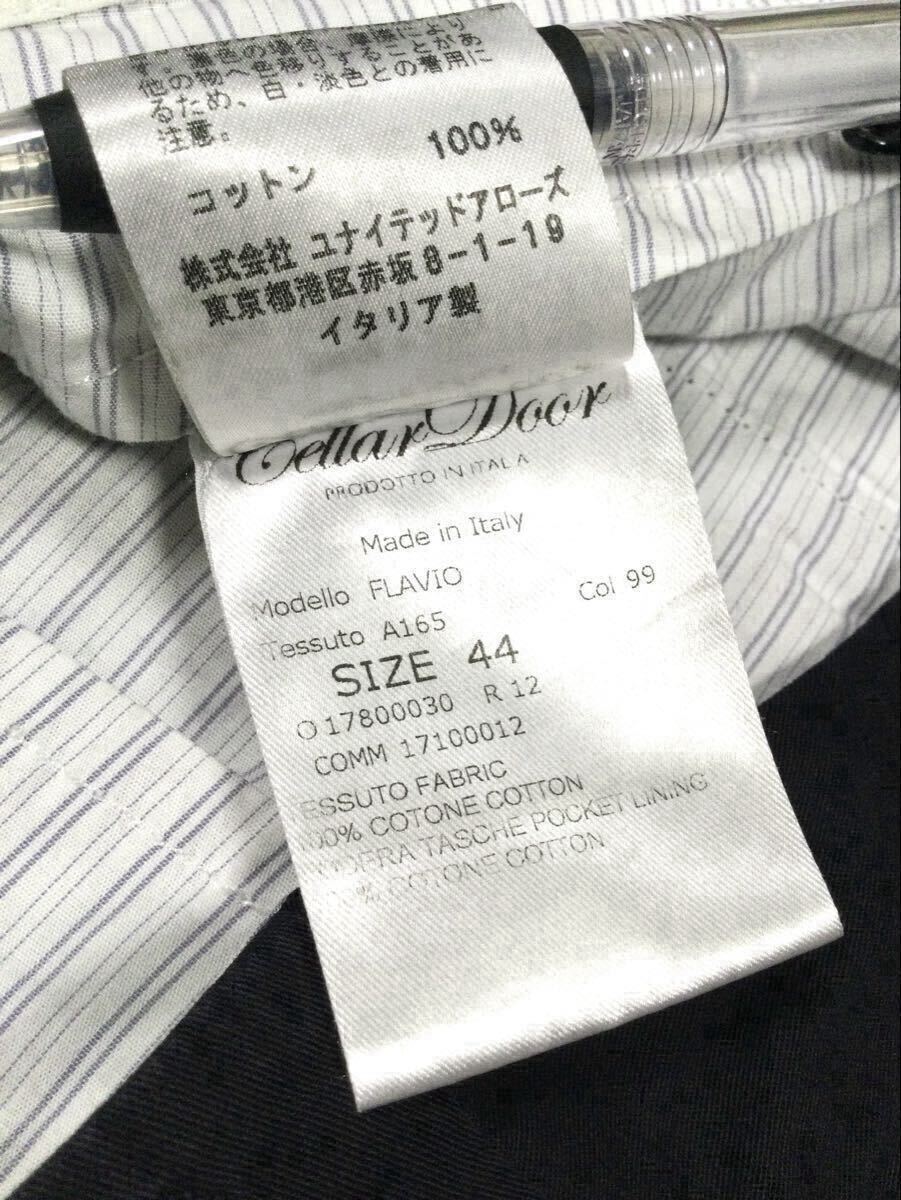 す。濃色の場合、摩擦により
他の物へ色移りすることがあ
るため、白・淡色との着用に
注意。
コットン 100%
株式会社 ユナイテッドアローズ
東京都港区赤坂8-1-19
イタリア製
Cellar Door
PRODOTTO IN ITALA
Made in Italy
Modello FLAVIO
Tessuto A165 Col 99
SIZE 44
O 17800030 R 12
COMM 17100012
ESSUTO FABRIC
00% COTONE COTTON
FODERA TASCHE POCKET LINING
100% COTONE COTTON